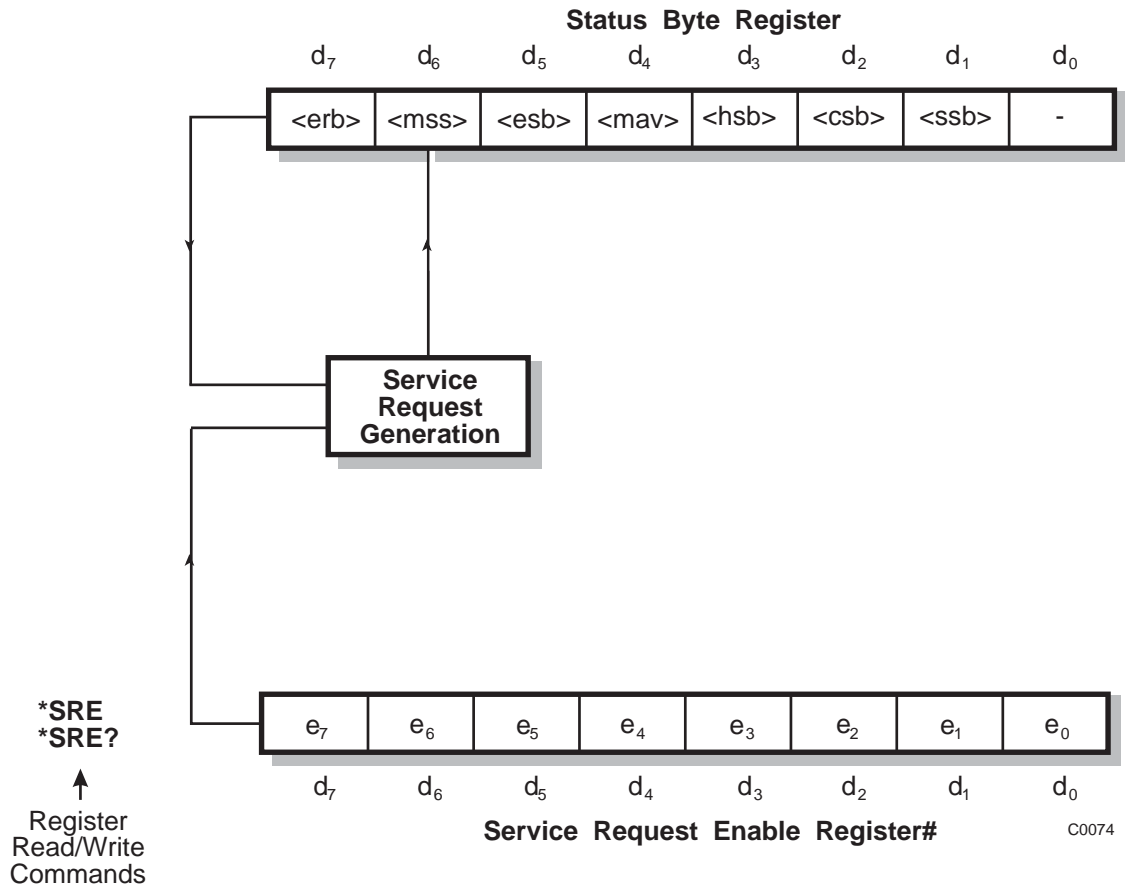 Status Byte Register
d7 d6 d5 d4 d3 d2 d1 d0
<erb> <mss> <esb> <mav> <hsb> <csb> <ssb> -
Service
Request
Generation
*SRE
*SRE?
Register
Read/Write
Commands
e7 e6 e5 e4 e3 e2 e1 e0
d7 d6 d5 d4 d3 d2 d1 d0
Service Request Enable Register#
C0074